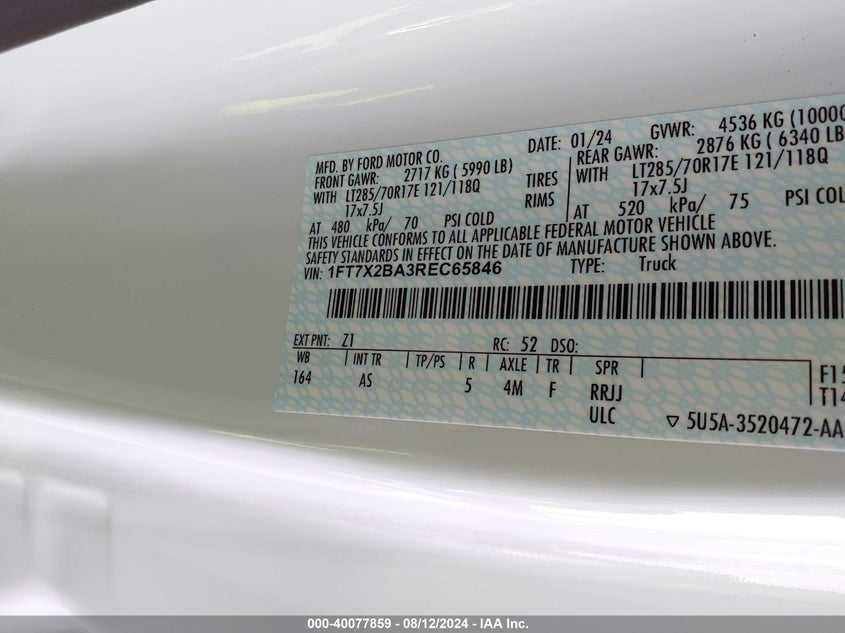 MFD. BY FORD MOTOR CO.
DATE: 01/24 GVWR: 4536 KG (10000
FRONT GAWR: 2717 KG ( 5990 LB)
REAR GAWR: 2876 KG ( 6340 LB
WITH LT285/70R17E 121/118Q TIRES
WITH LT285/70R17E 121/118Q
17x7.5J RIMS
17x7.5J
AT 480 kPa/ 70 PSI COLD
AT 520 kPa/ 75 PSI COL
THIS VEHICLE CONFORMS TO ALL APPLICABLE FEDERAL MOTOR VEHICLE
SAFETY STANDARDS IN EFFECT ON THE DATE OF MANUFACTURE SHOWN ABOVE.
VIN: 1FT7X2BA3REC65846 TYPE: Truck
EXT PNT: Z1 RC: 52 DSO:
WB INT TR TP/PS R AXLE TR SPR
164 AS 5 4M F RRJJ
ULC
F15
T14
▽ 5U5A-3520472-AA
000-40077859 - 08/12/2024 - IAA Inc.